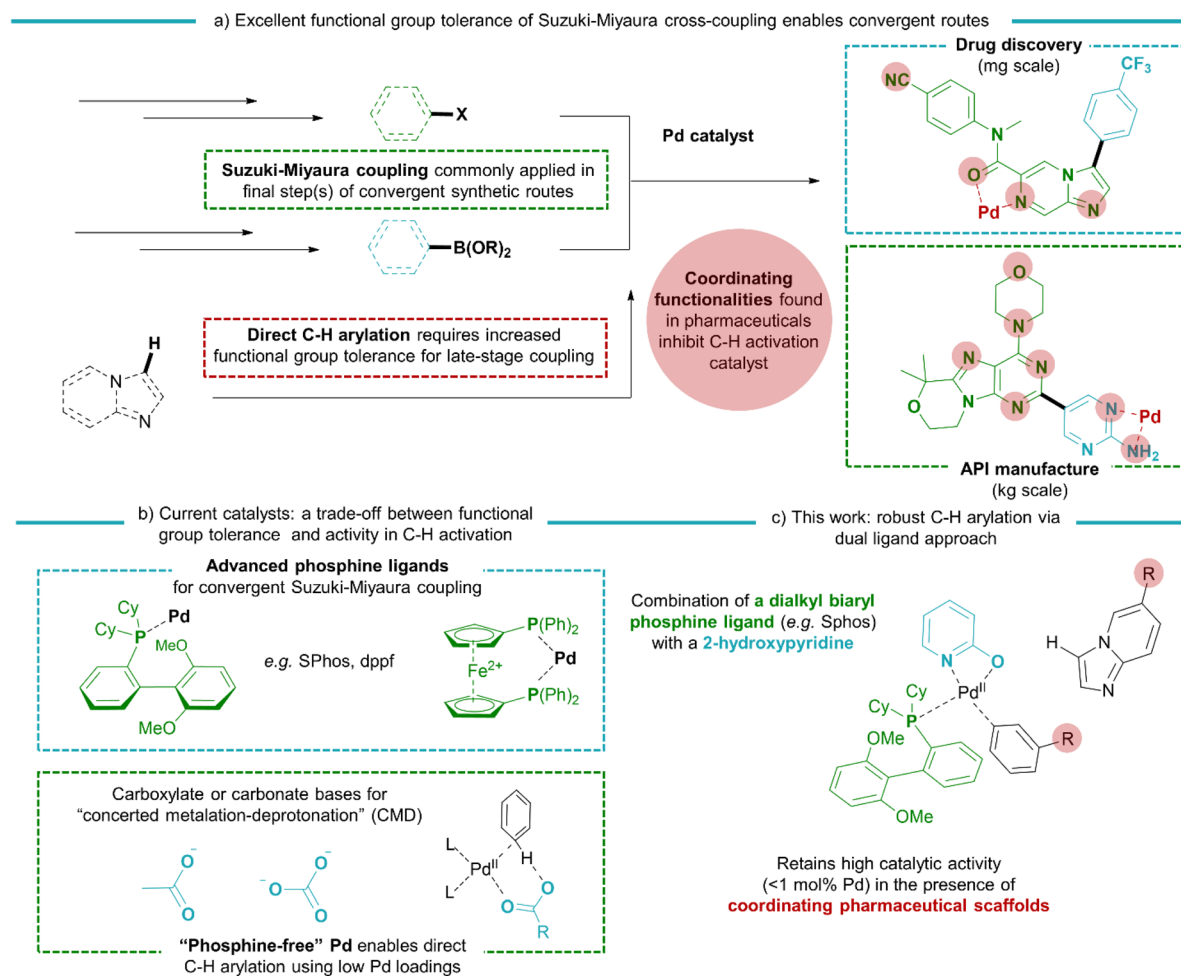 a) Excellent functional group tolerance of Suzuki-Miyaura cross-coupling enables convergent routes
X
Suzuki-Miyaura coupling commonly applied in
final step(s) of convergent synthetic routes
B(OR)2
Direct C-H arylation requires increased
functional group tolerance for late-stage coupling
H
N
N
Pd catalyst
Coordinating
functionalities found
in pharmaceuticals
inhibit C-H activation
catalyst
Drug discovery
(mg scale)
NC
CF3
N
O
N
Pd
N
N
O
N
N
N
N
N
O
N
Pd
N
NH2
API manufacture
(kg scale)
b) Current catalysts: a trade-off between functional
group tolerance and activity in C-H activation
Advanced phosphine ligands
for convergent Suzuki-Miyaura coupling
Cy
Cy
P
Pd
MeO
MeO
e.g. SPhos, dppf
P(Ph)2
Fe2+
Pd
P(Ph)2
Carboxylate or carbonate bases for
“concerted metalation-deprotonation” (CMD)
O-
O
-O
O-
O
L
L
PdII
H
O
O
R
“Phosphine-free” Pd enables direct
C-H arylation using low Pd loadings
c) This work: robust C-H arylation via
dual ligand approach
Combination of a dialkyl biaryl
phosphine ligand (e.g. Sphos)
with a 2-hydroxypyridine
N
O
PdII
Cy
Cy
P
OMe
OMe
R
R
H
N
N
Retains high catalytic activity
(<1 mol% Pd) in the presence of
coordinating pharmaceutical scaffolds